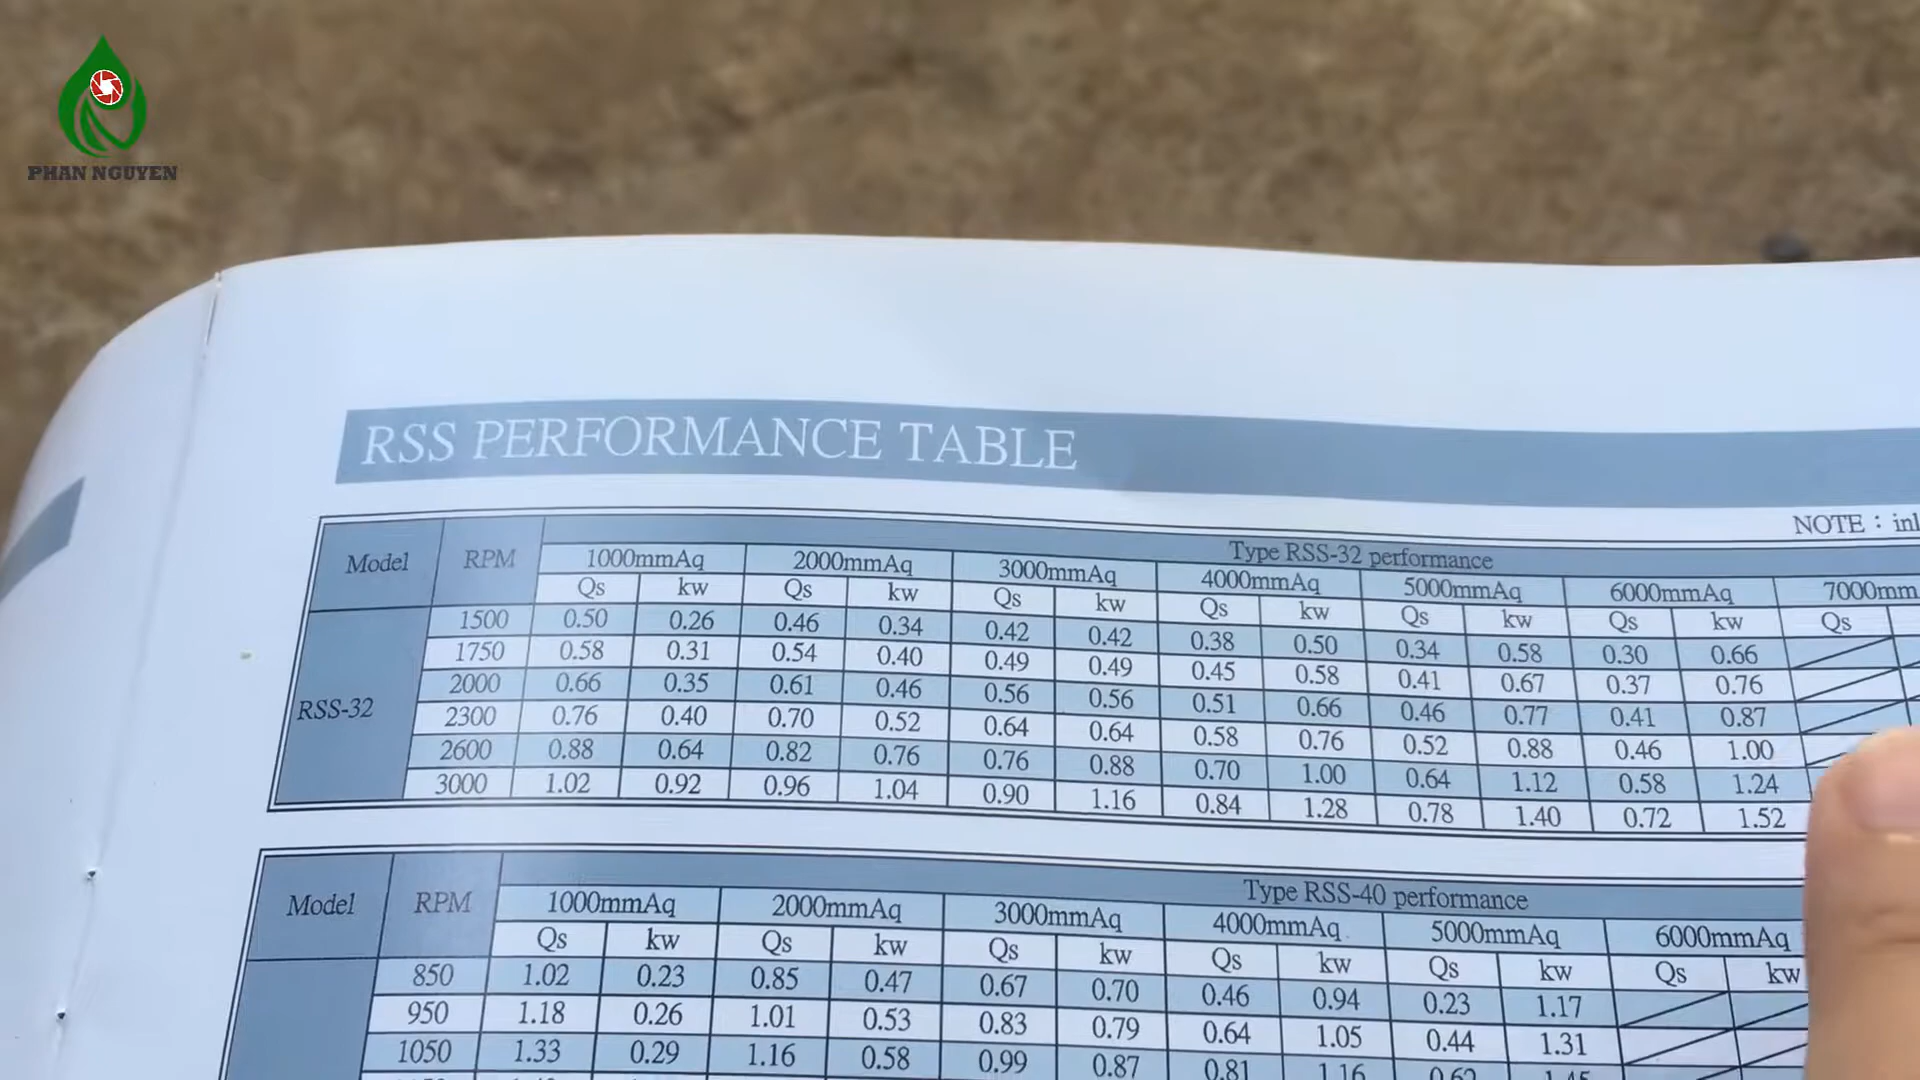 PHAN NGUYEN
RSS PERFORMANCE TABLE
NOTE : inl
Model RPM Type RSS-32 performance
1000mmAq 2000mmAq 3000mmAq 4000mmAq 5000mmAq 6000mmAq 7000mm
Qs kw Qs kw Qs kw Qs kw Qs kw Qs kw Qs
RSS-32
1500 0.50 0.26 0.46 0.34 0.42 0.42 0.38 0.50 0.34 0.58 0.30 0.66
1750 0.58 0.31 0.54 0.40 0.49 0.49 0.45 0.58 0.41 0.67 0.37 0.76
2000 0.66 0.35 0.61 0.46 0.56 0.56 0.51 0.66 0.46 0.77 0.41 0.87
2300 0.76 0.40 0.70 0.52 0.64 0.64 0.58 0.76 0.52 0.88 0.46 1.00
2600 0.88 0.64 0.82 0.76 0.76 0.88 0.70 1.00 0.64 1.12 0.58 1.24
3000 1.02 0.92 0.96 1.04 0.90 1.16 0.84 1.28 0.78 1.40 0.72 1.52
Model RPM Type RSS-40 performance
1000mmAq 2000mmAq 3000mmAq 4000mmAq 5000mmAq 6000mmAq
Qs kw Qs kw Qs kw Qs kw Qs kw Qs kw
850 1.02 0.23 0.85 0.47 0.67 0.70 0.46 0.94 0.23 1.17
950 1.18 0.26 1.01 0.53 0.83 0.79 0.64 1.05 0.44 1.31
1050 1.33 0.29 1.16 0.58 0.99 0.87 0.81 1.16